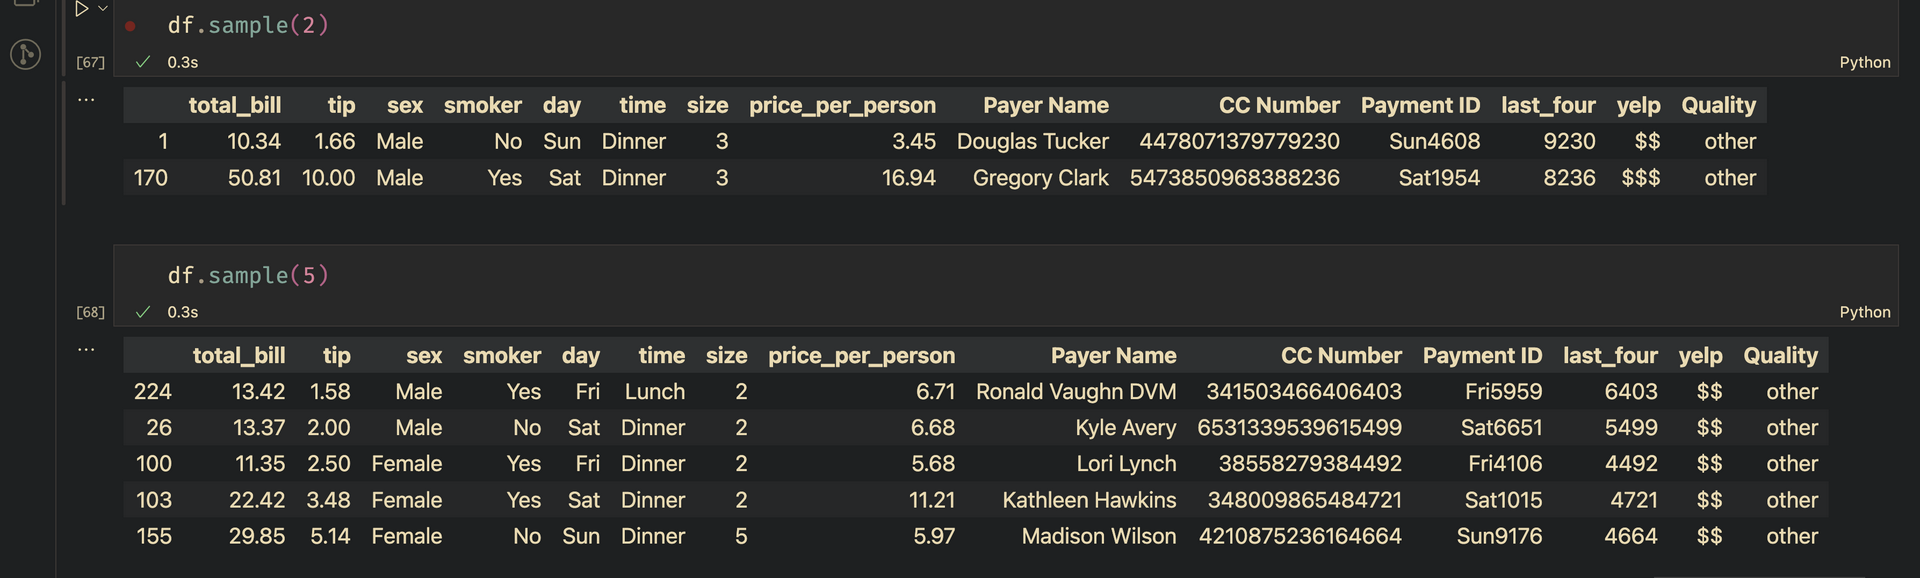 df.sample(2)
[67] 0.3s Python
... total_bill tip sex smoker day time size price_per_person Payer Name CC Number Payment ID last_four yelp Quality
1 10.34 1.66 Male No Sun Dinner 3 3.45 Douglas Tucker 4478071379779230 Sun4608 9230 $$ other
170 50.81 10.00 Male Yes Sat Dinner 3 16.94 Gregory Clark 5473850968388236 Sat1954 8236 $$$ other
df.sample(5)
[68] 0.3s Python
... total_bill tip sex smoker day time size price_per_person Payer Name CC Number Payment ID last_four yelp Quality
224 13.42 1.58 Male Yes Fri Lunch 2 6.71 Ronald Vaughn DVM 341503466406403 Fri5959 6403 $$ other
26 13.37 2.00 Male No Sat Dinner 2 6.68 Kyle Avery 6531339539615499 Sat6651 5499 $$ other
100 11.35 2.50 Female Yes Fri Dinner 2 5.68 Lori Lynch 38558279384492 Fri4106 4492 $$ other
103 22.42 3.48 Female Yes Sat Dinner 2 11.21 Kathleen Hawkins 348009865484721 Sat1015 4721 $$ other
155 29.85 5.14 Female No Sun Dinner 5 5.97 Madison Wilson 4210875236164664 Sun9176 4664 $$ other